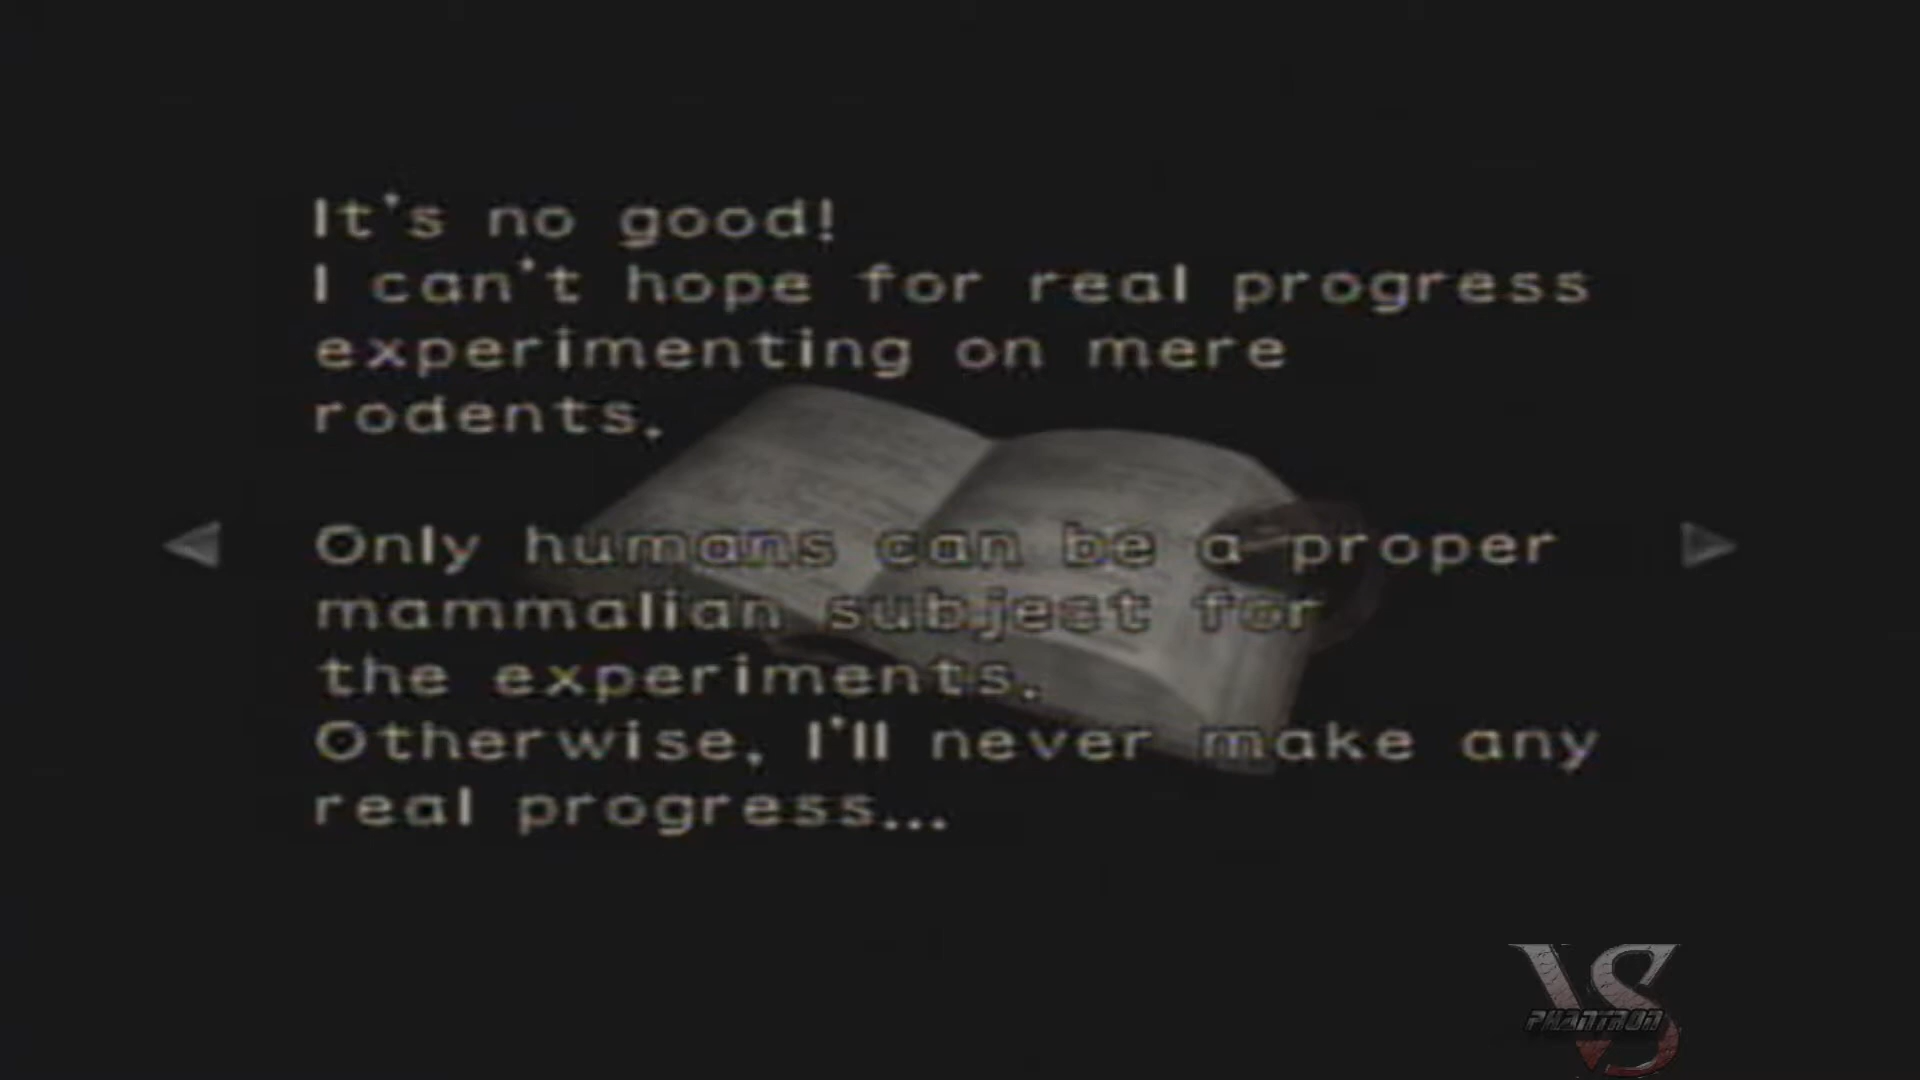 It's no good!
I can't hope for real progress
experimenting on mere
rodents.
Only humans can be a proper
mammalian subject for
the experiments.
Otherwise, I'll never make any
real progress...
VS
PHANTRON